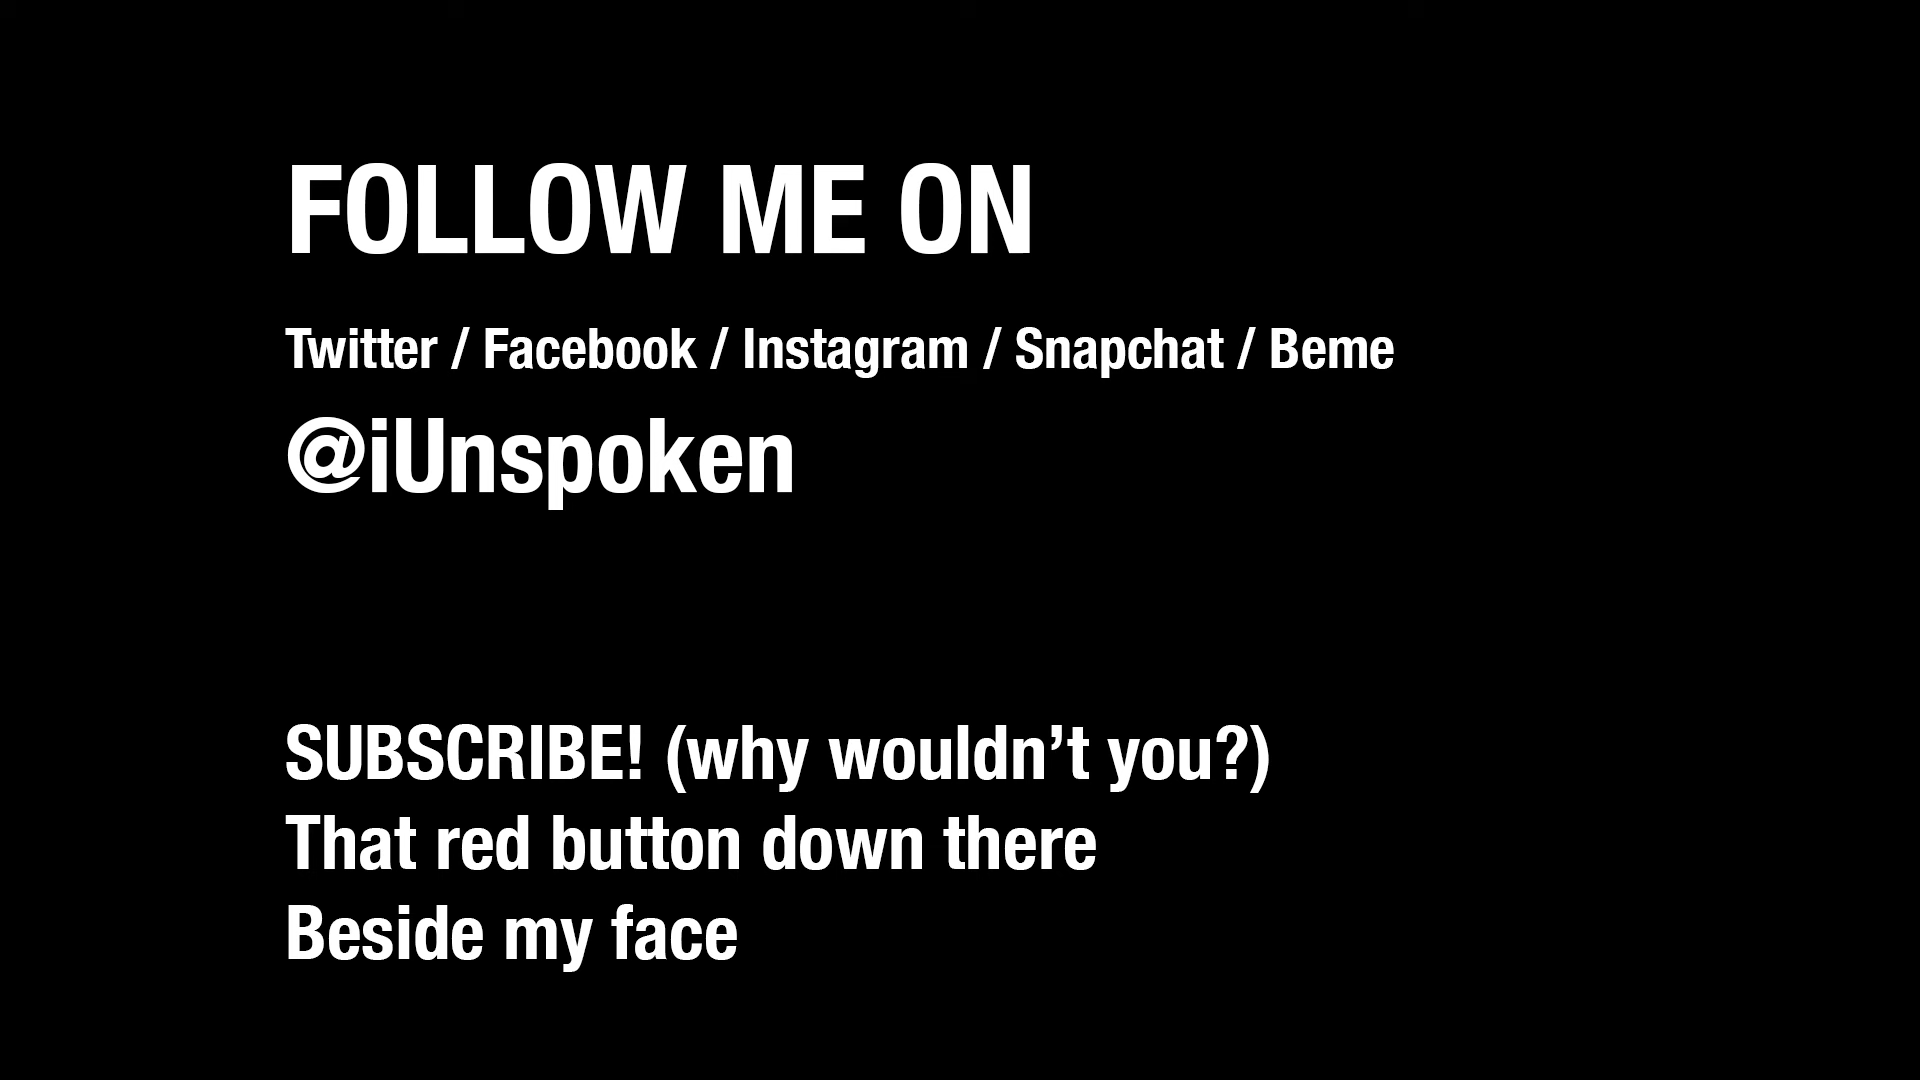 FOLLOW ME ON
Twitter / Facebook / Instagram / Snapchat / Beme
@iUnspoken
SUBSCRIBE! (why wouldn’t you?)
That red button down there
Beside my face